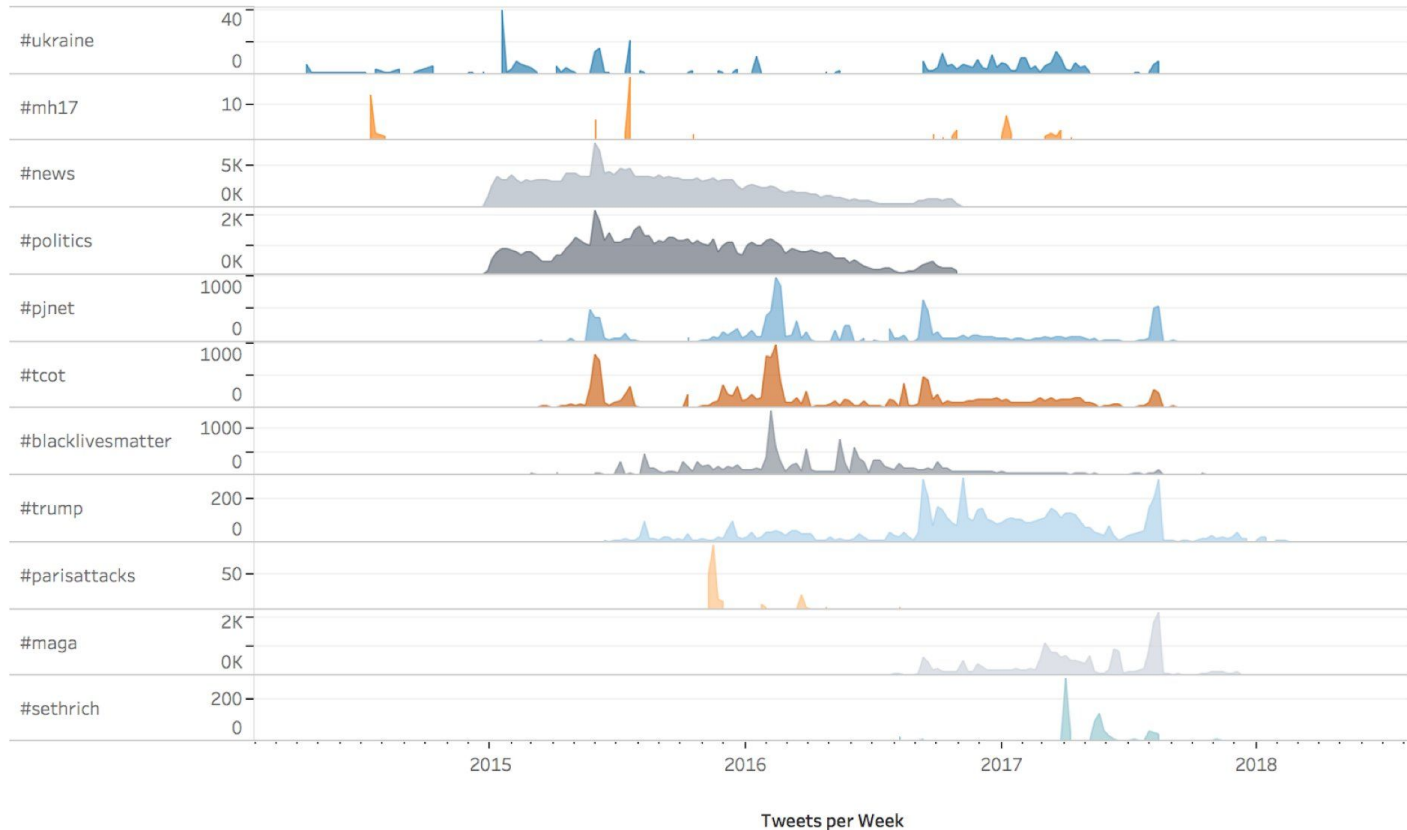 #ukraine 40 0
#mh17 10
#news 5K 0K
#politics 2K 0K
#pjnet 1000 0
#tcot 1000 0
#blacklivesmatter 1000 0
#trump 200 0
#parisattacks 50
#maga 2K 0K
#sethrich 200 0
2015 2016 2017 2018
Tweets per Week